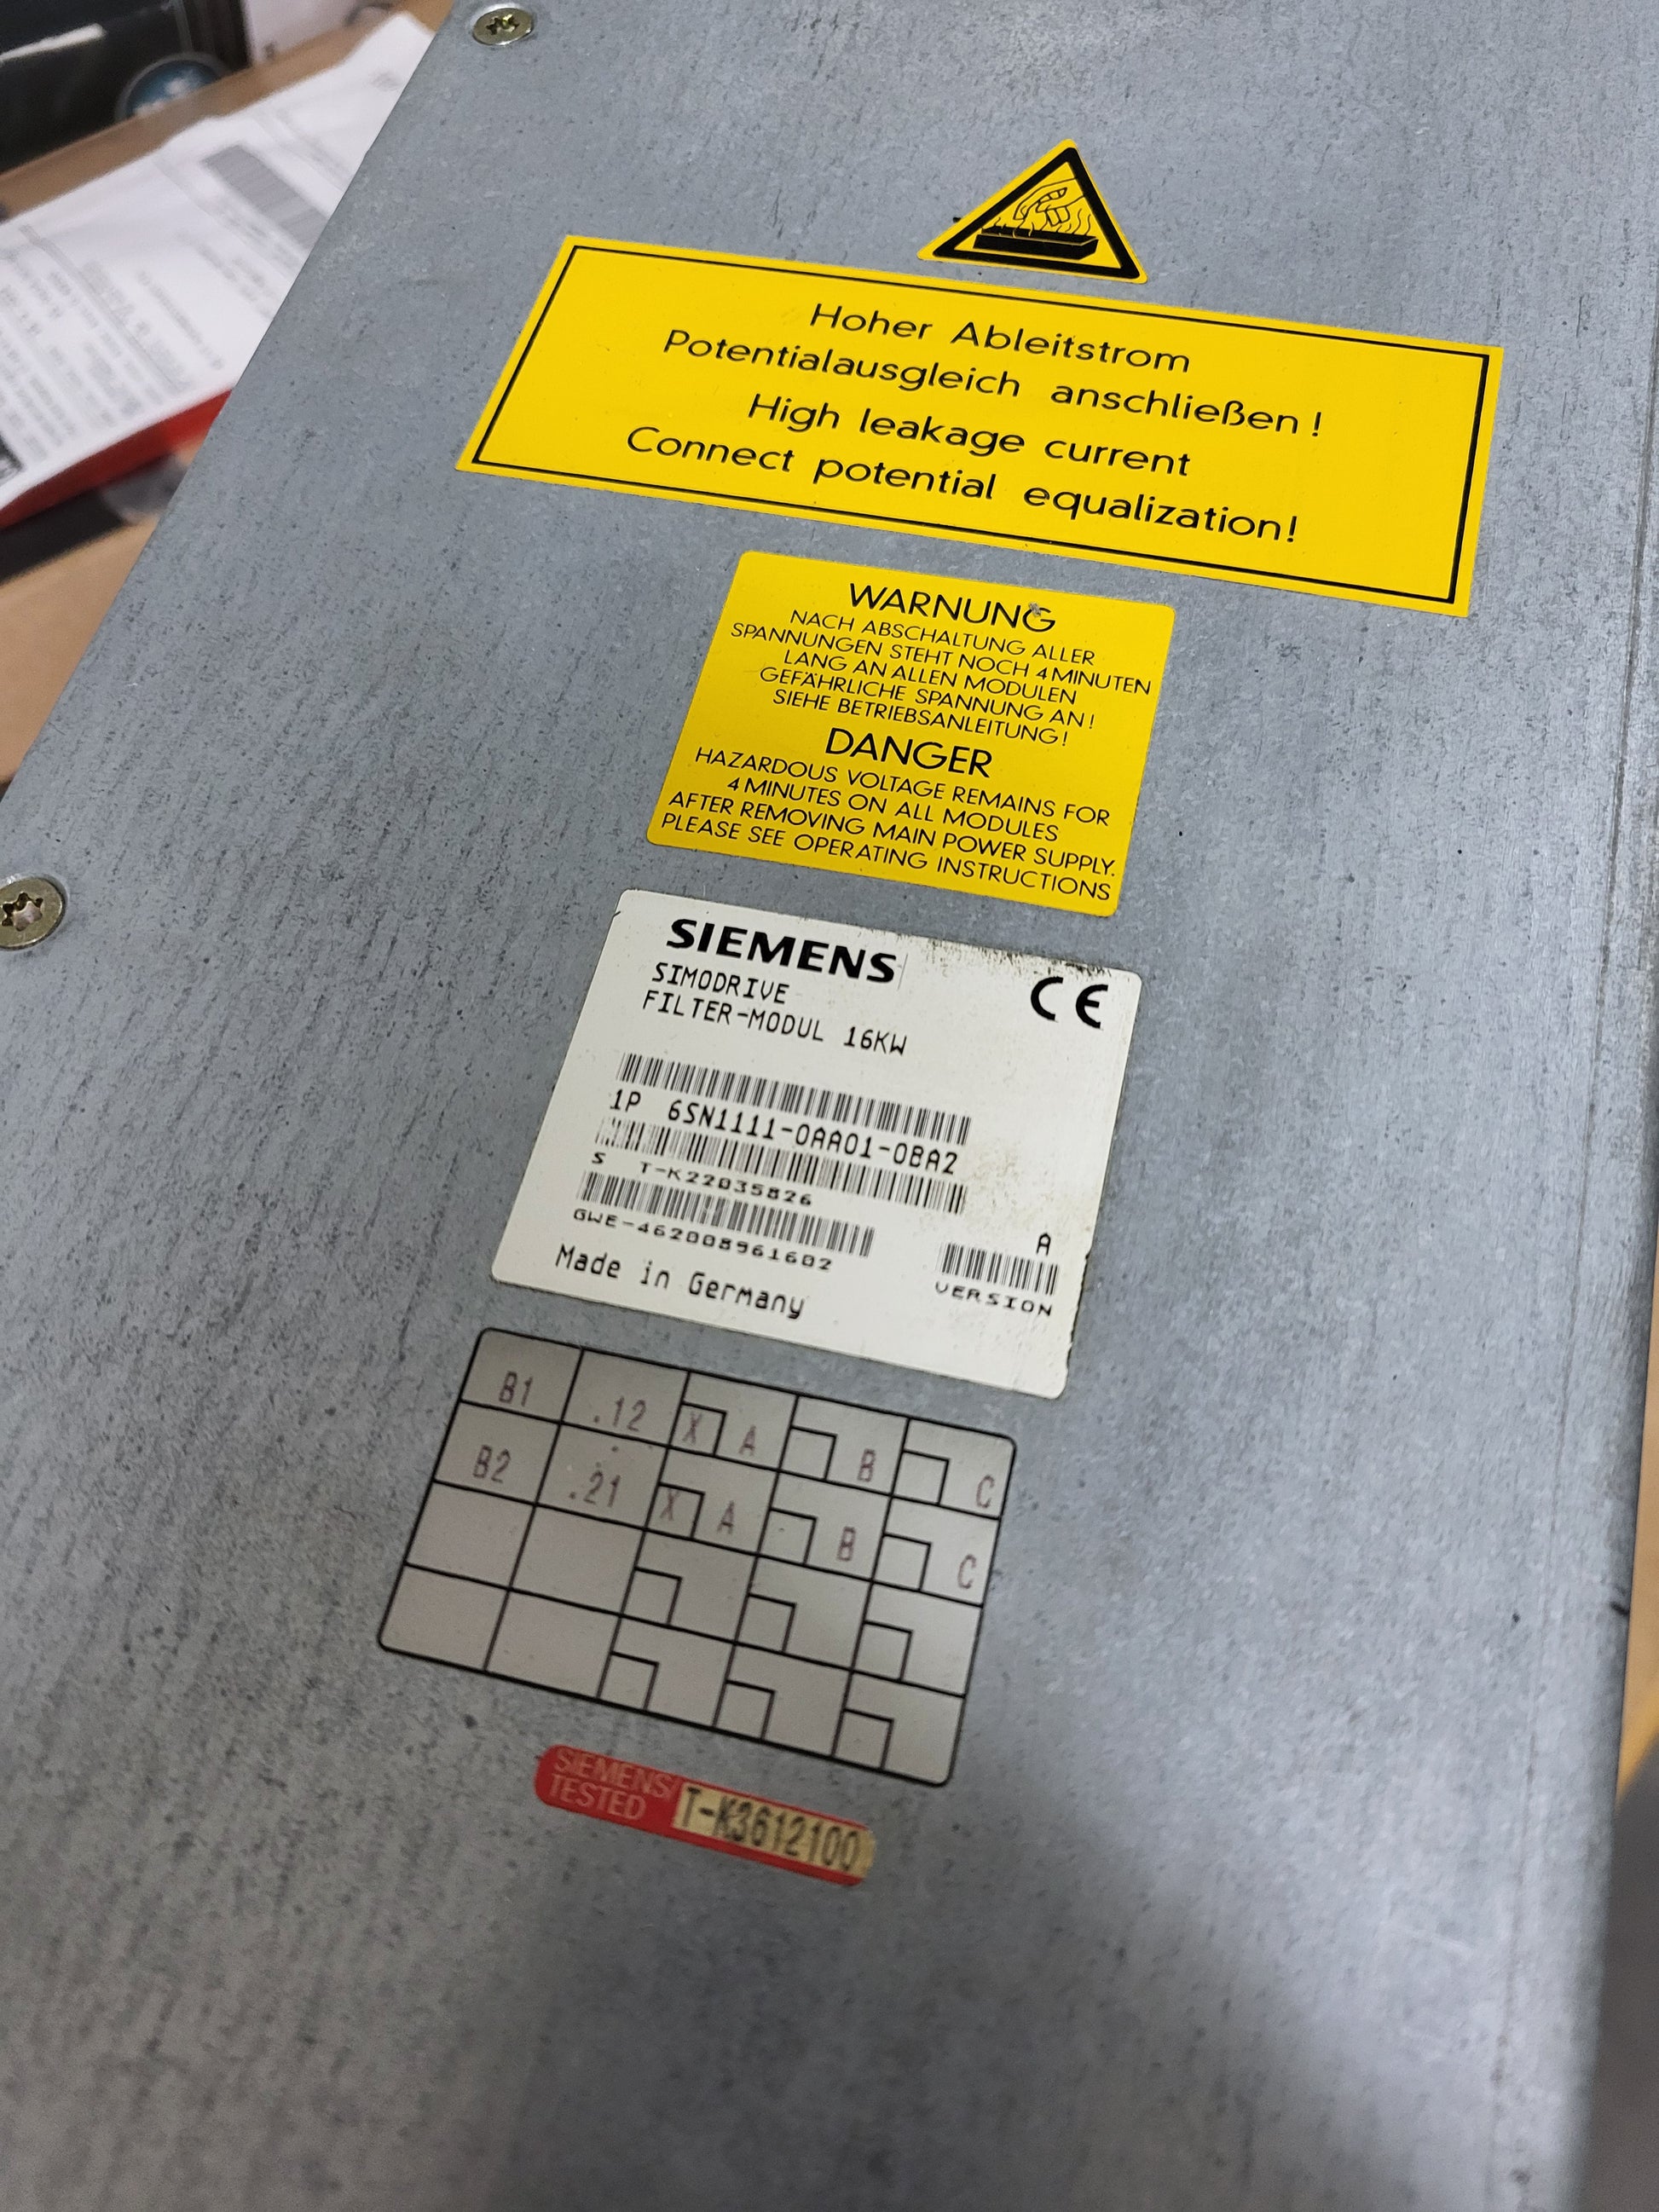 Hoher Ableitstrom
Potentialausgleich anschließen!
High leakage current
Connect potential equalization!
WARNUNG
NACH ABSCHALTUNG ALLER
SPANNUNGEN STEHT NOCH 4 MINUTEN
LANG AN ALLEN MODULEN
GEFÄHRLICHE SPANNUNG AN!
SIEHE BETRIEBSANLEITUNG!
DANGER
HAZARDOUS VOLTAGE REMAINS FOR
4 MINUTES ON ALL MODULES
AFTER REMOVING MAIN POWER SUPPLY.
PLEASE SEE OPERATING INSTRUCTIONS
SIEMENS
CE
SIMODRIVE
FILTER-MODUL 16KW
1P 6SN1111-0AA01-0BA2
S T-K22035826
GWE-462008961602
A
VERSION
Made in Germany
B1 .12 X A B C
B2 .21 X A B C
SIEMENS/
TESTED
T-K3612100